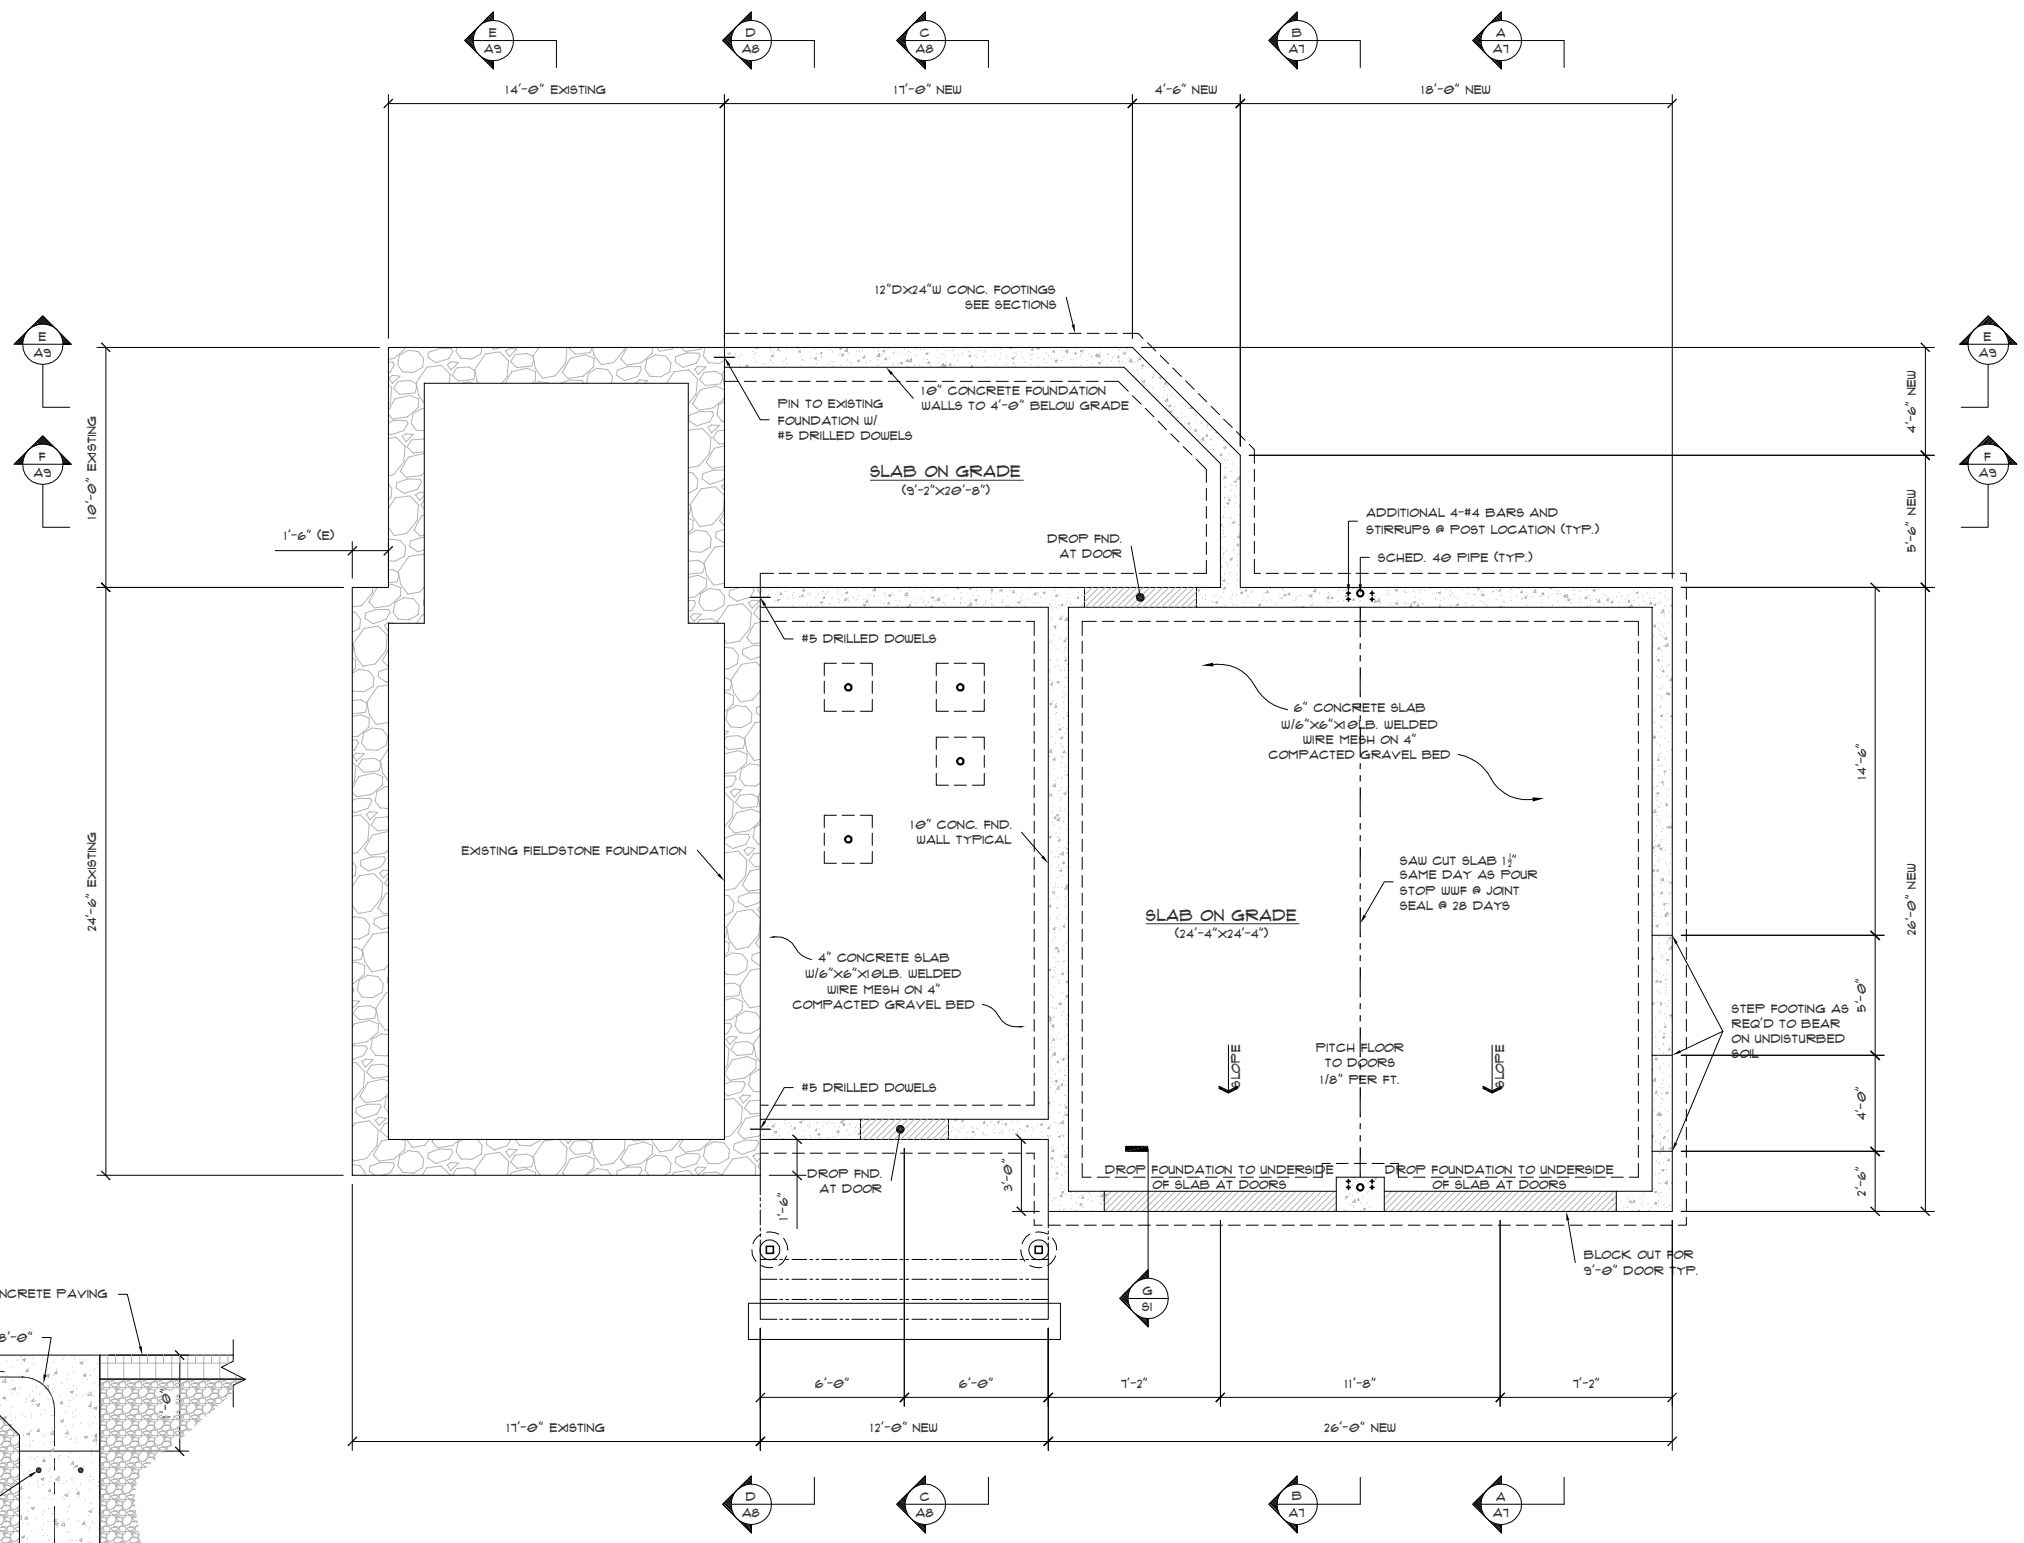 E
A9
D
A8
C
A8
B
A7
A
A7
14'-0" EXISTING
17'-0" NEW
4'-6" NEW
18'-0" NEW
12"DX24"W CONC. FOOTINGS
SEE SECTIONS
E
A9
E
A9
10" CONCRETE FOUNDATION
WALLS TO 4'-0" BELOW GRADE
PIN TO EXISTING
FOUNDATION W/
#5 DRILLED DOWELS
4'-6" NEW
10'-0" EXISTING
F
A9
F
A9
SLAB ON GRADE
(9'-2"X20'-8")
5'-6" NEW
1'-6" (E)
DROP FND.
AT DOOR
ADDITIONAL 4-#4 BARS AND
STIRRUPS @ POST LOCATION (TYP.)
SCHED. 40 PIPE (TYP.)
#5 DRILLED DOWELS
6" CONCRETE SLAB
W/6"X6"X10LB. WELDED
WIRE MESH ON 4"
COMPACTED GRAVEL BED
14'-6"
10" CONC. FND.
WALL TYPICAL
EXISTING FIELDSTONE FOUNDATION
SAW CUT SLAB 1½"
SAME DAY AS POUR
STOP WWF @ JOINT
SEAL @ 28 DAYS
24'-6" EXISTING
26'-0" NEW
SLAB ON GRADE
(24'-4"X24'-4")
4" CONCRETE SLAB
W/6"X6"X10LB. WELDED
WIRE MESH ON 4"
COMPACTED GRAVEL BED
5'-0"
STEP FOOTING AS
REQ'D TO BEAR
ON UNDISTURBED
SOIL
SLOPE
PITCH FLOOR
TO DOORS
1/8" PER FT.
SLOPE
#5 DRILLED DOWELS
4'-0"
DROP FND.
AT DOOR
1'-6"
3'-0"
DROP FOUNDATION TO UNDERSIDE
OF SLAB AT DOORS
DROP FOUNDATION TO UNDERSIDE
OF SLAB AT DOORS
2'-6"
BLOCK OUT FOR
9'-0" DOOR TYP.
G
S1
NCRETE PAVING
8'-0"
1'-0"
6'-0"
6'-0"
7'-2"
11'-8"
7'-2"
17'-0" EXISTING
12'-0" NEW
26'-0" NEW
D
A8
C
A8
B
A7
A
A7